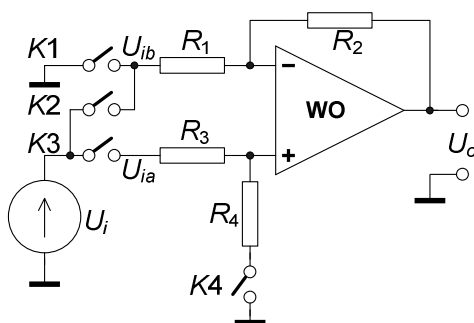 K1 U_ib R_1 R_2
K2 − WO
K3 U_ia R_3 + U_o
U_i R_4
K4